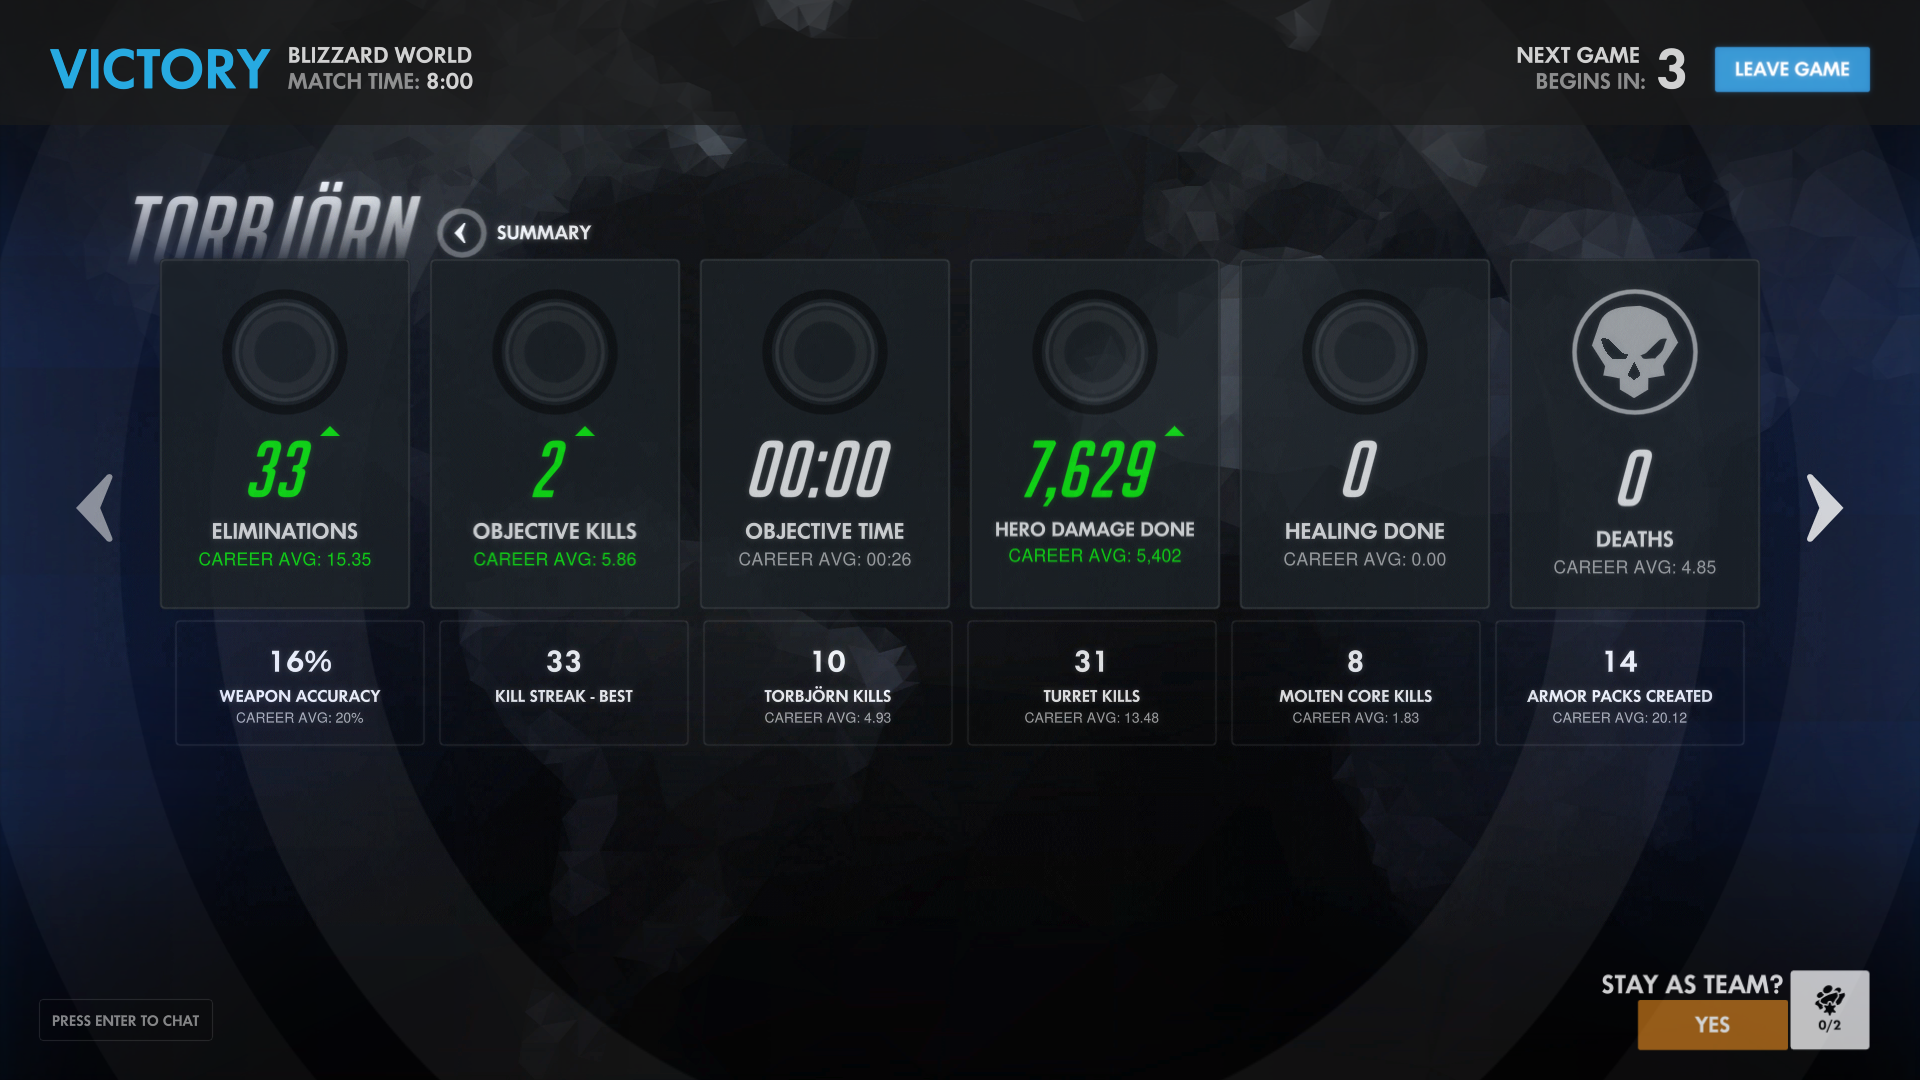 VICTORY
BLIZZARD WORLD
MATCH TIME: 8:00
NEXT GAME
BEGINS IN: 3
LEAVE GAME
TORBJÖRN
SUMMARY
33
ELIMINATIONS
CAREER AVG: 15.35
2
OBJECTIVE KILLS
CAREER AVG: 5.86
00:00
OBJECTIVE TIME
CAREER AVG: 00:26
7,629
HERO DAMAGE DONE
CAREER AVG: 5,402
0
HEALING DONE
CAREER AVG: 0.00
0
DEATHS
CAREER AVG: 4.85
16%
WEAPON ACCURACY
CAREER AVG: 20%
33
KILL STREAK - BEST
10
TORBJÖRN KILLS
CAREER AVG: 4.93
31
TURRET KILLS
CAREER AVG: 13.48
8
MOLTEN CORE KILLS
CAREER AVG: 1.83
14
ARMOR PACKS CREATED
CAREER AVG: 20.12
STAY AS TEAM?
YES
0/2
PRESS ENTER TO CHAT